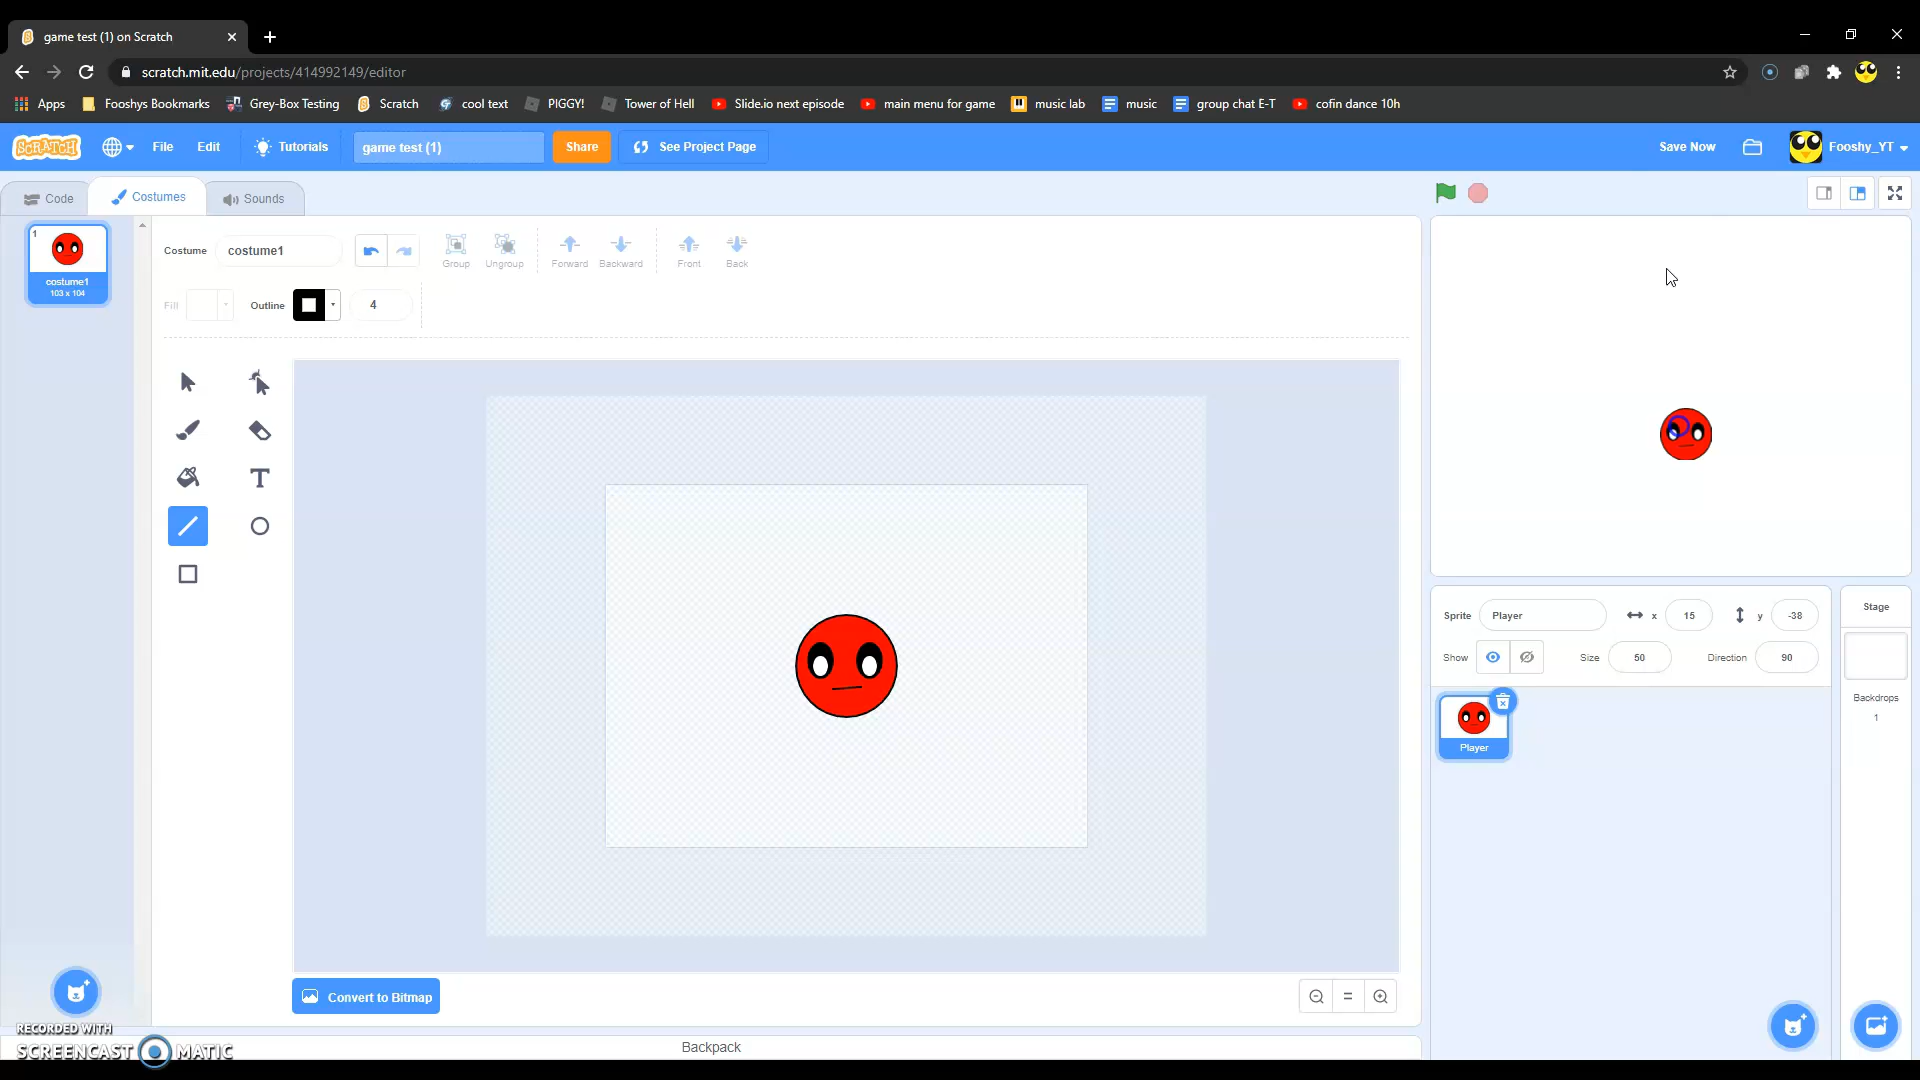 game test (1) on Scratch
scratch.mit.edu/projects/414992149/editor
Apps Fooshys Bookmarks Grey-Box Testing Scratch cool text PIGGY! Tower of Hell Slide.io next episode main menu for game music lab music group chat E-T cofin dance 10h
SCRATCH File Edit Tutorials game test (1) Share See Project Page Save Now Fooshy_YT
Code Costumes Sounds
1
costume1
103 x 104
Costume costume1 Group Ungroup Forward Backward Front Back
Fill Outline 4
T
Convert to Bitmap
Backpack
Sprite Player x 15 y -38
Show Size 50 Direction 90
Player
Stage
Backdrops
1
RECORDED WITH
SCREENCAST MATIC